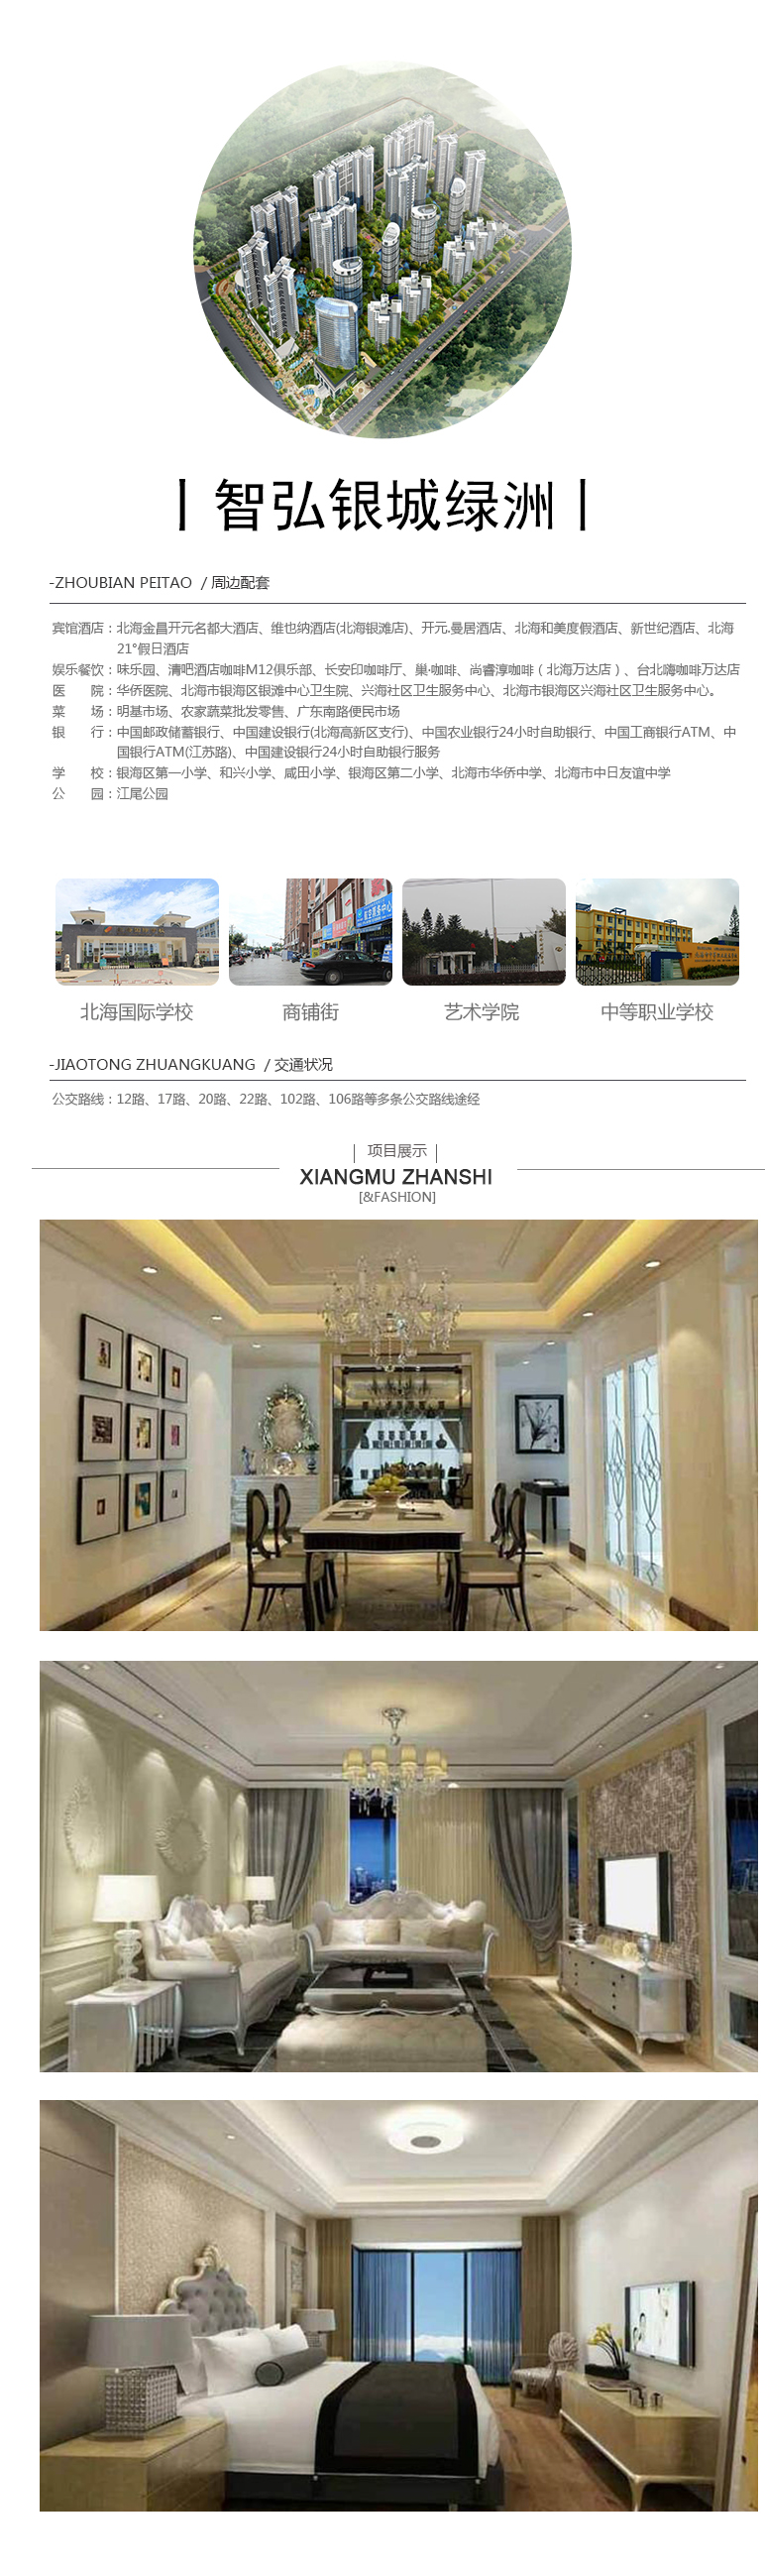 丨智弘银城绿洲丨
-ZHOUBIAN PEITAO / 周边配套
宾馆酒店：北海金昌开元名都大酒店、维也纳酒店(北海银滩店)、开元.曼居酒店、北海和美度假酒店、新世纪酒店、北海
21°假日酒店
娱乐餐饮：味乐园、清吧酒店咖啡M12俱乐部、长安印咖啡厅、巢·咖啡、尚睿淳咖啡（北海万达店）、台北嗨咖啡万达店
医　　院：华侨医院、北海市银海区银滩中心卫生院、兴海社区卫生服务中心、北海市银海区兴海社区卫生服务中心。
菜　　场：明基市场、农家蔬菜批发零售、广东南路便民市场
银　　行：中国邮政储蓄银行、中国建设银行(北海高新区支行)、中国农业银行24小时自助银行、中国工商银行ATM、中
国银行ATM(江苏路)、中国建设银行24小时自助银行服务
学　　校：银海区第一小学、和兴小学、咸田小学、银海区第二小学、北海市华侨中学、北海市中日友谊中学
公　　园：江尾公园
北海国际学校
商铺街
艺术学院
中等职业学校
-JIAOTONG ZHUANGKUANG / 交通状况
公交路线：12路、17路、20路、22路、102路、106路等多条公交路线途经
| 项目展示 |
XIANGMU ZHANSHI
[&FASHION]